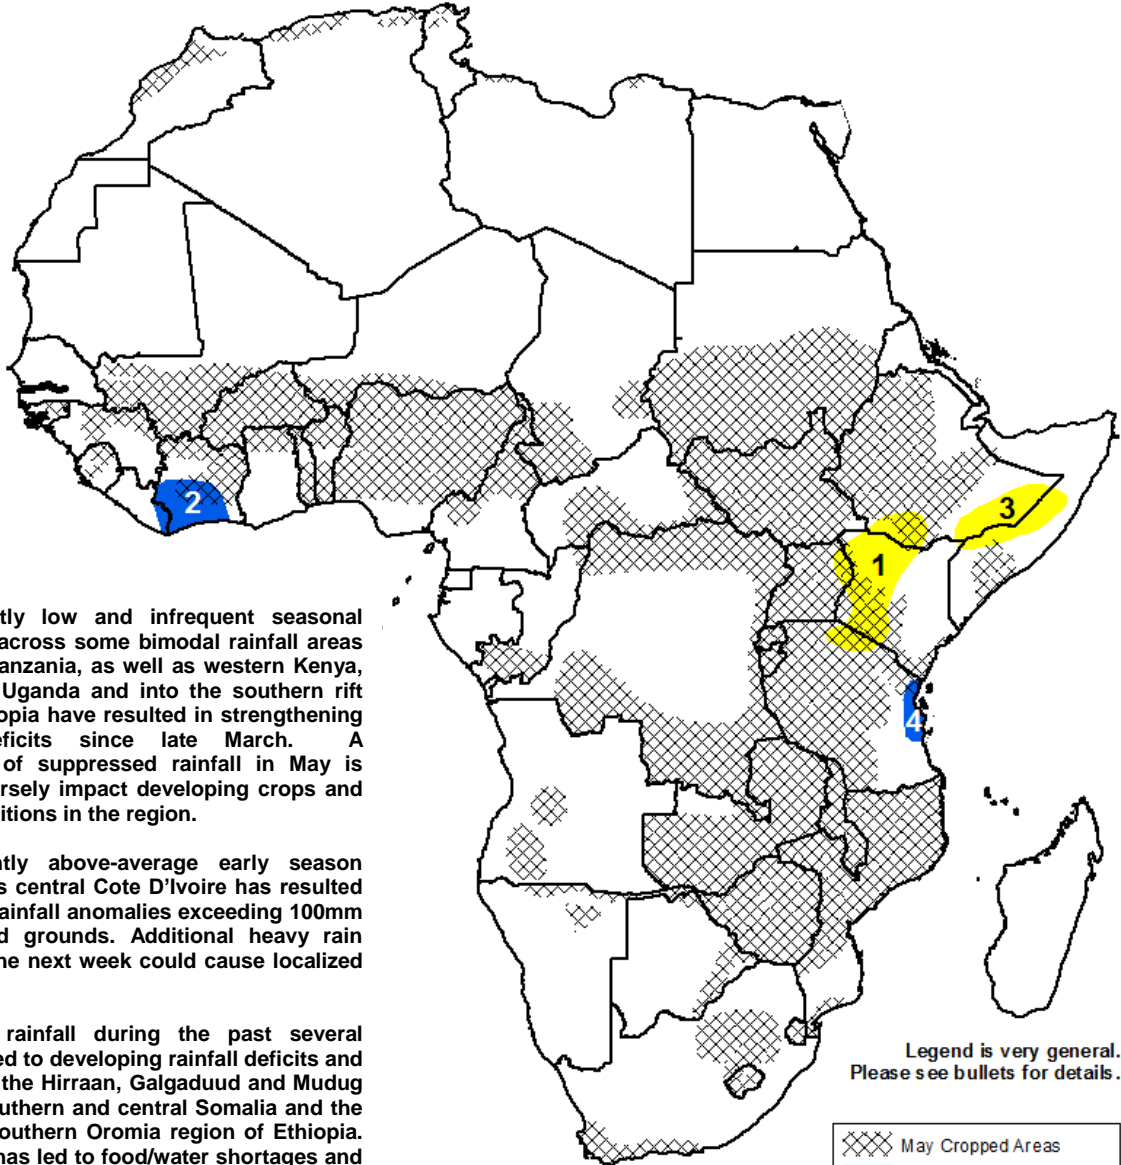 2
3
1
4
tly low and infrequent seasonal
across some bimodal rainfall areas
anzania, as well as western Kenya,
Uganda and into the southern rift
opia have resulted in strengthening
eficits since late March. A
of suppressed rainfall in May is
ersely impact developing crops and
ditions in the region.
ntly above-average early season
s central Cote D'Ivoire has resulted
rainfall anomalies exceeding 100mm
d grounds. Additional heavy rain
he next week could cause localized
rainfall during the past several
ed to developing rainfall deficits and
the Hirraan, Galgaduud and Mudug
outhern and central Somalia and the
outhern Oromia region of Ethiopia.
has led to food/water shortages and
Legend is very general.
Please see bullets for details.
May Cropped Areas